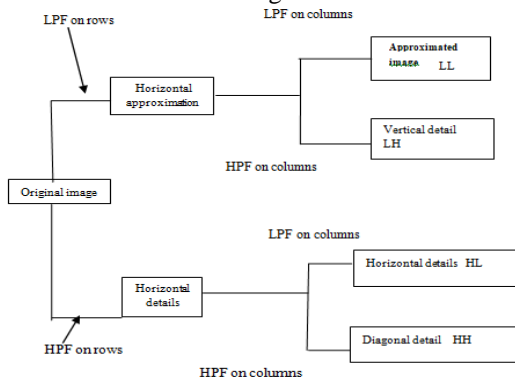 LPF on rows
LPF on columns
Approximated
image LL
Horizontal
approximation
Vertical detail
LH
HPF on columns
Original image
LPF on columns
Horizontal details HL
Horizontal
details
HPF on rows
Diagonal detail HH
HPF on columns